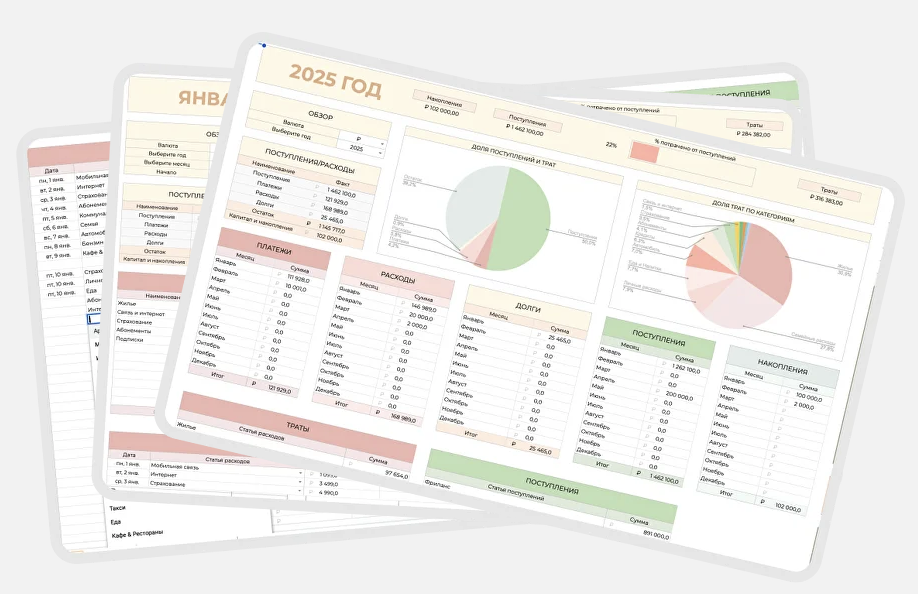 2025 ГОД
Накопления
₽ 102 000,00
Поступления
₽ 1 462 100,00
22%
% потрачено от поступлений
Траты
₽ 316 383,00
ОБЗОР
Валюта ₽
Выберите год 2025
ПОСТУПЛЕНИЯ/РАСХОДЫ
Наименование Факт
Поступления ₽ 1 462 100,0
Платежи ₽ 121 929,0
Расходы ₽ 168 989,0
Долги ₽ 25 465,0
Остаток ₽ 1 145 717,0
Капитал и накопления ₽ 102 000,0
ДОЛЯ ПОСТУПЛЕНИЙ И ТРАТ
ДОЛЯ ТРАТ ПО КАТЕГОРИЯМ
ПЛАТЕЖИ
Месяц Сумма
Январь 111 928,0
Февраль 10 001,0
Март 0,0
Апрель 0,0
Май 0,0
Июнь 0,0
Июль 0,0
Август 0,0
Сентябрь 0,0
Октябрь 0,0
Ноябрь 0,0
Декабрь 0,0
Итог ₽ 121 929,0
РАСХОДЫ
Месяц Сумма
Январь 146 989,0
Февраль 20 000,0
Март 2 000,0
Апрель 0,0
Май 0,0
Июнь 0,0
Июль 0,0
Август 0,0
Сентябрь 0,0
Октябрь 0,0
Ноябрь 0,0
Декабрь 0,0
Итог ₽ 168 989,0
ДОЛГИ
Месяц Сумма
Январь 25 465,0
Февраль 0,0
Март 0,0
Апрель 0,0
Май 0,0
Июнь 0,0
Июль 0,0
Август 0,0
Сентябрь 0,0
Октябрь 0,0
Ноябрь 0,0
Декабрь 0,0
Итог ₽ 25 465,0
ПОСТУПЛЕНИЯ
Месяц Сумма
Январь 1 262 100,0
Февраль 0,0
Март 200 000,0
Апрель 0,0
Май 0,0
Июнь 0,0
Июль 0,0
Август 0,0
Сентябрь 0,0
Октябрь 0,0
Ноябрь 0,0
Декабрь 0,0
Итог ₽ 1 462 100,0
НАКОПЛЕНИЯ
Месяц Сумма
Январь 100 000,0
Февраль 2 000,0
Март
Апрель
Май
Июнь
Июль
Август
Сентябрь
Октябрь
Ноябрь
Декабрь
Итог ₽ 102 000,0
ТРАТЫ
Статья расходов Сумма
Жилье 97 654,0
ПОСТУПЛЕНИЯ
Статья поступлений Сумма
Фриланс 891 000,0
ПОСТУПЛЕНИЯ
потрачено от поступлений
Траты
₽ 284 382,00
ЯНВА
ОБЗ
Валюта
Выберите год
Выберите месяц
Начало
ПОСТУПЛ
Наименование
Поступления
Платежи
Расходы
Долги
Остаток
Капитал и накопления
Наименован
Жилье
Связь и интернет
Страхование
Абонементы
Подписки
Дата Статья расходов
пн, 1 янв. Мобильная связь
вт, 2 янв. Интернет 3 499,0
ср, 3 янв. Страхование 4 990,0
Дата
пн, 1 янв. Мобильная
вт, 2 янв. Интернет
ср, 3 янв. Страхова
чт, 4 янв. Абонемен
пт, 5 янв. Коммуна
сб, 6 янв. Семья
вс, 7 янв. Автомоб
пн, 8 янв. Бензин
вт, 9 янв. Кафе &
пт, 10 янв. Страхо
пт, 10 янв. Личн
пт, 10 янв. Еда
Абон
Инте
Такси
Еда
Кафе & Рестораны